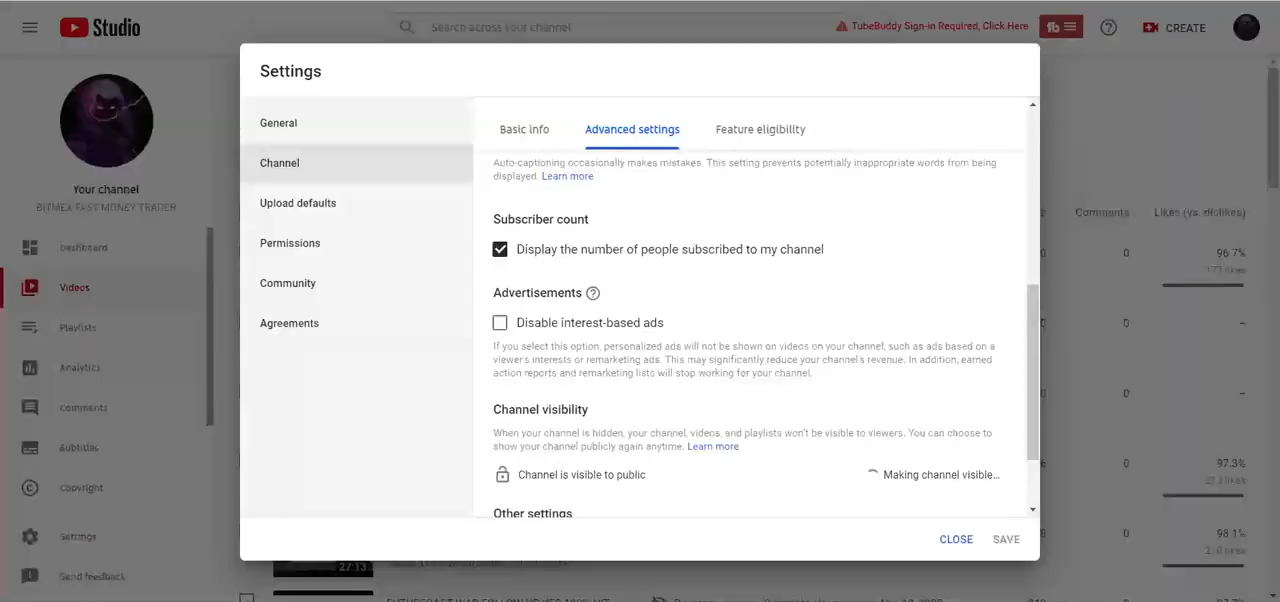 Studio
Search across your channel
TubeBuddy Sign-in Required, Click Here
tb
CREATE
Settings
General
Channel
Upload defaults
Permissions
Community
Agreements
Basic info
Advanced settings
Feature eligibility
Auto-captioning occasionally makes mistakes. This setting prevents potentially inappropriate words from being
displayed. Learn more
Subscriber count
Display the number of people subscribed to my channel
Advertisements
Disable interest-based ads
If you select this option, personalized ads will not be shown on videos on your channel, such as ads based on a
viewer's interests or remarketing ads. This may significantly reduce your channel's revenue. In addition, earned
action reports and remarketing lists will stop working for your channel.
Channel visibility
When your channel is hidden, your channel, videos, and playlists won't be visible to viewers. You can choose to
show your channel publicly again anytime. Learn more
Channel is visible to public
Making channel visible...
Other settings
CLOSE
SAVE
Your channel
BITMEX FAST MONEY TRADER
Dashboard
Videos
Playlists
Analytics
Comments
Subtitles
Copyright
Settings
Send feedback
Comments
Likes (vs. dislikes)
0
96.7%
177 likes
0
–
0
–
0
97.3%
0
98.1%
27:13